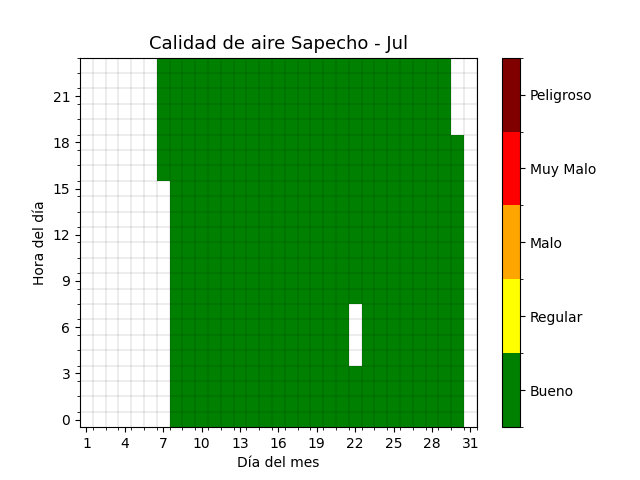 Calidad de aire Sapecho - Jul
Hora del día
21
18
15
12
9
6
3
0
1 4 7 10 13 16 19 22 25 28 31
Día del mes
Peligroso
Muy Malo
Malo
Regular
Bueno